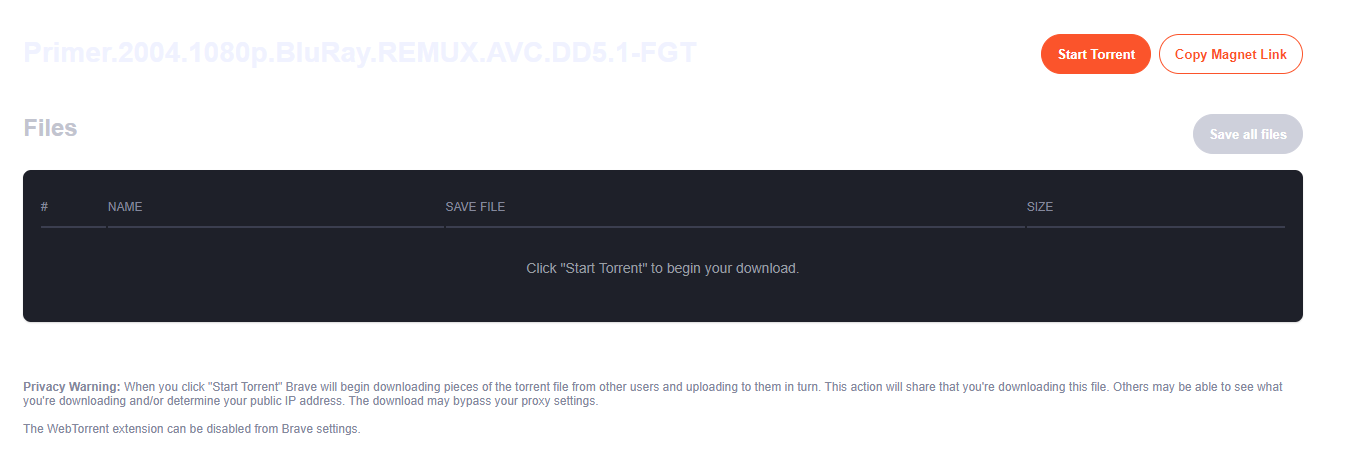 Primer.2004.1080p.BluRay.REMUX.AVC.DD5.1-FGT
Start Torrent
Copy Magnet Link
Files
Save all files
# NAME SAVE FILE SIZE
Click "Start Torrent" to begin your download.
Privacy Warning: When you click "Start Torrent" Brave will begin downloading pieces of the torrent file from other users and uploading to them in turn. This action will share that you're downloading this file. Others may be able to see what
you're downloading and/or determine your public IP address. The download may bypass your proxy settings.
The WebTorrent extension can be disabled from Brave settings.